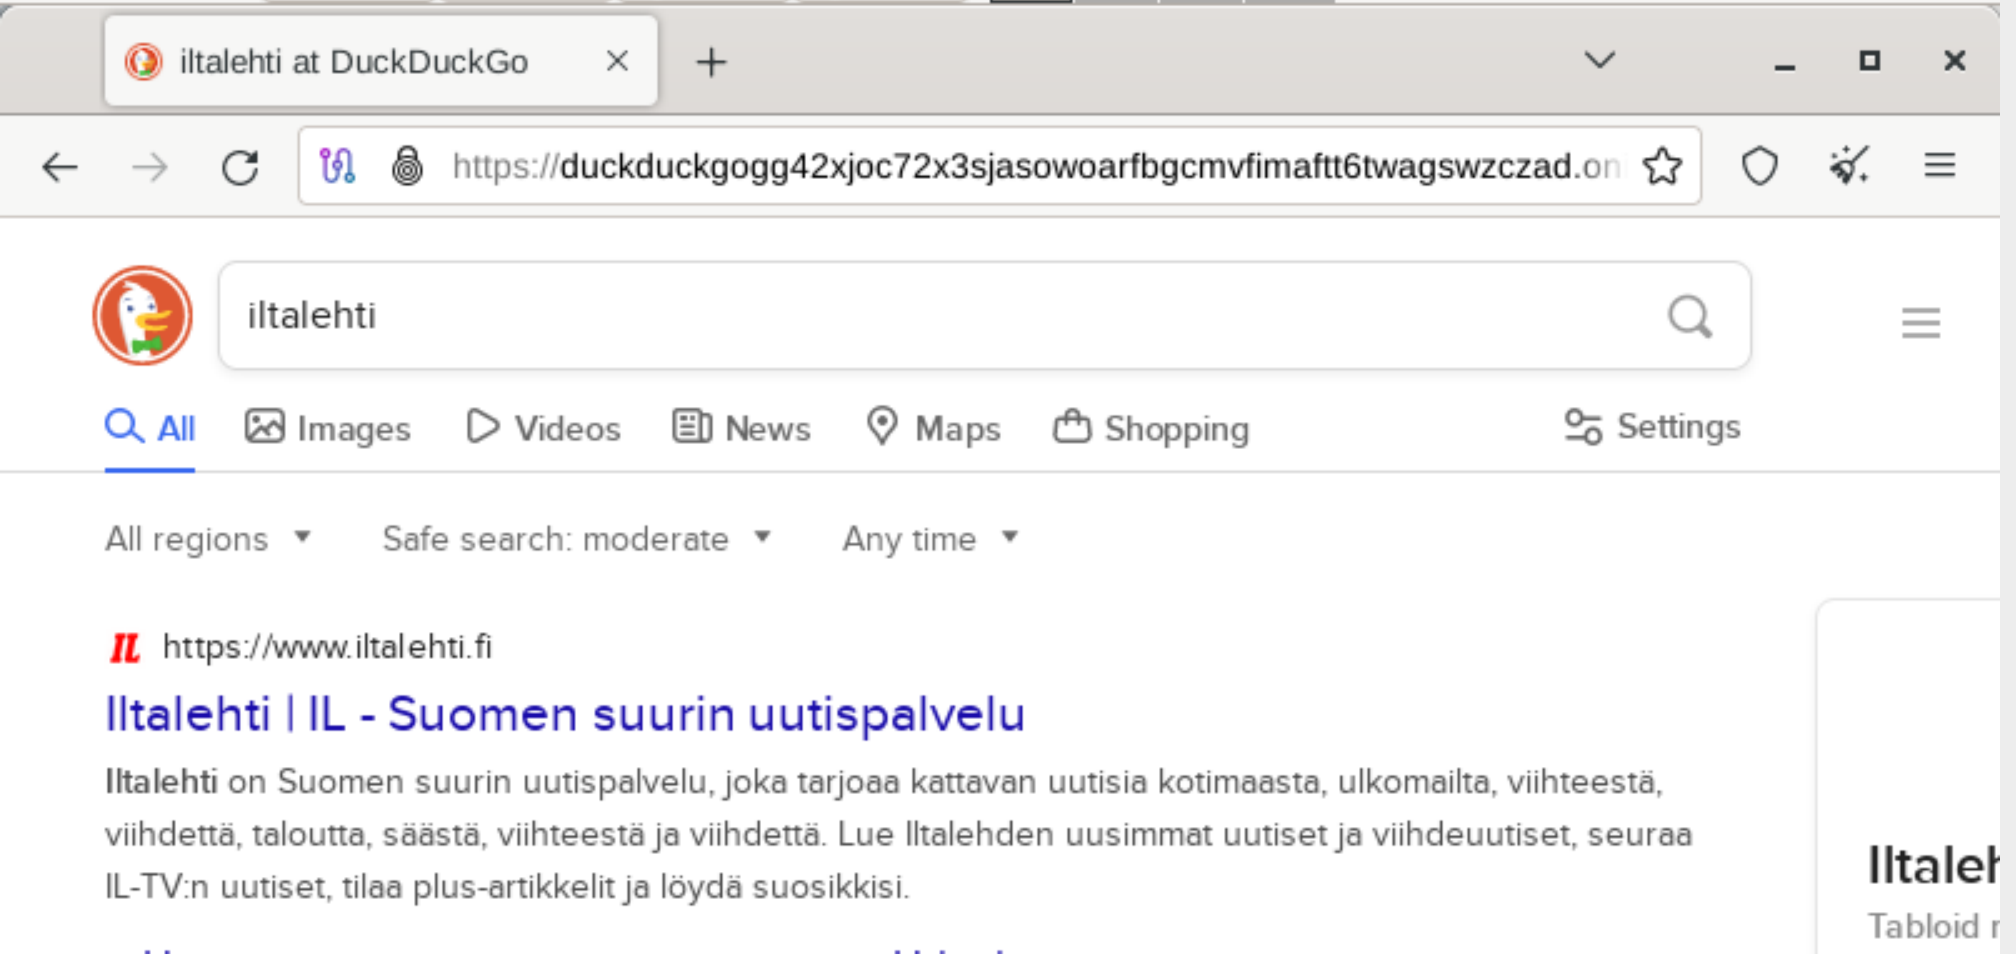 iltalehti at DuckDuckGo
https://duckduckgogg42xjoc72x3sjasowoarfbgcmvfimaftt6twagswzczad.on
iltalehti
All Images Videos News Maps Shopping Settings
All regions Safe search: moderate Any time
IL https://www.iltalehti.fi
Iltalehti | IL - Suomen suurin uutispalvelu
Iltalehti on Suomen suurin uutispalvelu, joka tarjoaa kattavan uutisia kotimaasta, ulkomailta, viihteestä,
viihdettä, taloutta, säästä, viihteestä ja viihdettä. Lue Iltalehden uusimmat uutiset ja viihdeuutiset, seuraa
IL-TV:n uutiset, tilaa plus-artikkelit ja löydä suosikkisi.
Iltaleh
Tabloid